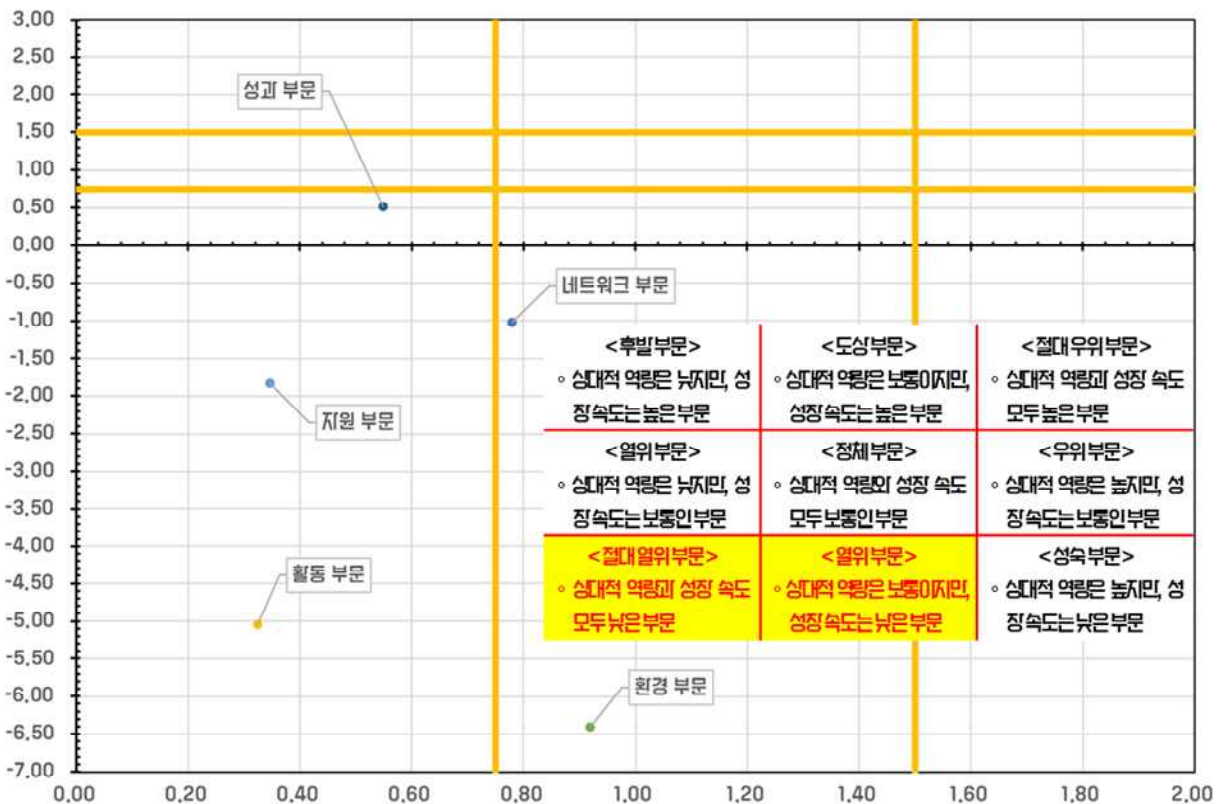 3.00
2.50
2.00
1.50
1.00
0.50
0.00
-0.50
-1.00
-1.50
-2.00
-2.50
-3.00
-3.50
-4.00
-4.50
-5.00
-5.50
-6.00
-6.50
-7.00
성과 부문
네트워크 부문
자원 부문
활동 부문
환경 부문
<후발부문>
◦ 상대적 역량은 낮지만, 성
장속도는 높은 부문
<도상부문>
◦ 상대적 역량은 보통이지만,
성장속도는 높은 부문
<절대우위부문>
◦ 상대적 역량과 성장 속도
모두 높은 부문
<열위부문>
◦ 상대적 역량은 낮지만, 성
장속도는 보통인 부문
<정체부문>
◦ 상대적 역량와 성장 속도
모두 보통인 부문
<우위부문>
◦ 상대적 역량은 높지만, 성
장속도는 보통인 부문
<절대열위부문>
◦ 상대적 역량과 성장 속도
모두 낮은 부문
<열위부문>
◦ 상대적 역량은 보통이지만,
성장속도는 낮은 부문
<성숙부문>
◦ 상대적 역량은 높지만, 성
장속도는 낮은 부문
0.00 0.20 0.40 0.60 0.80 1.00 1.20 1.40 1.60 1.80 2.00